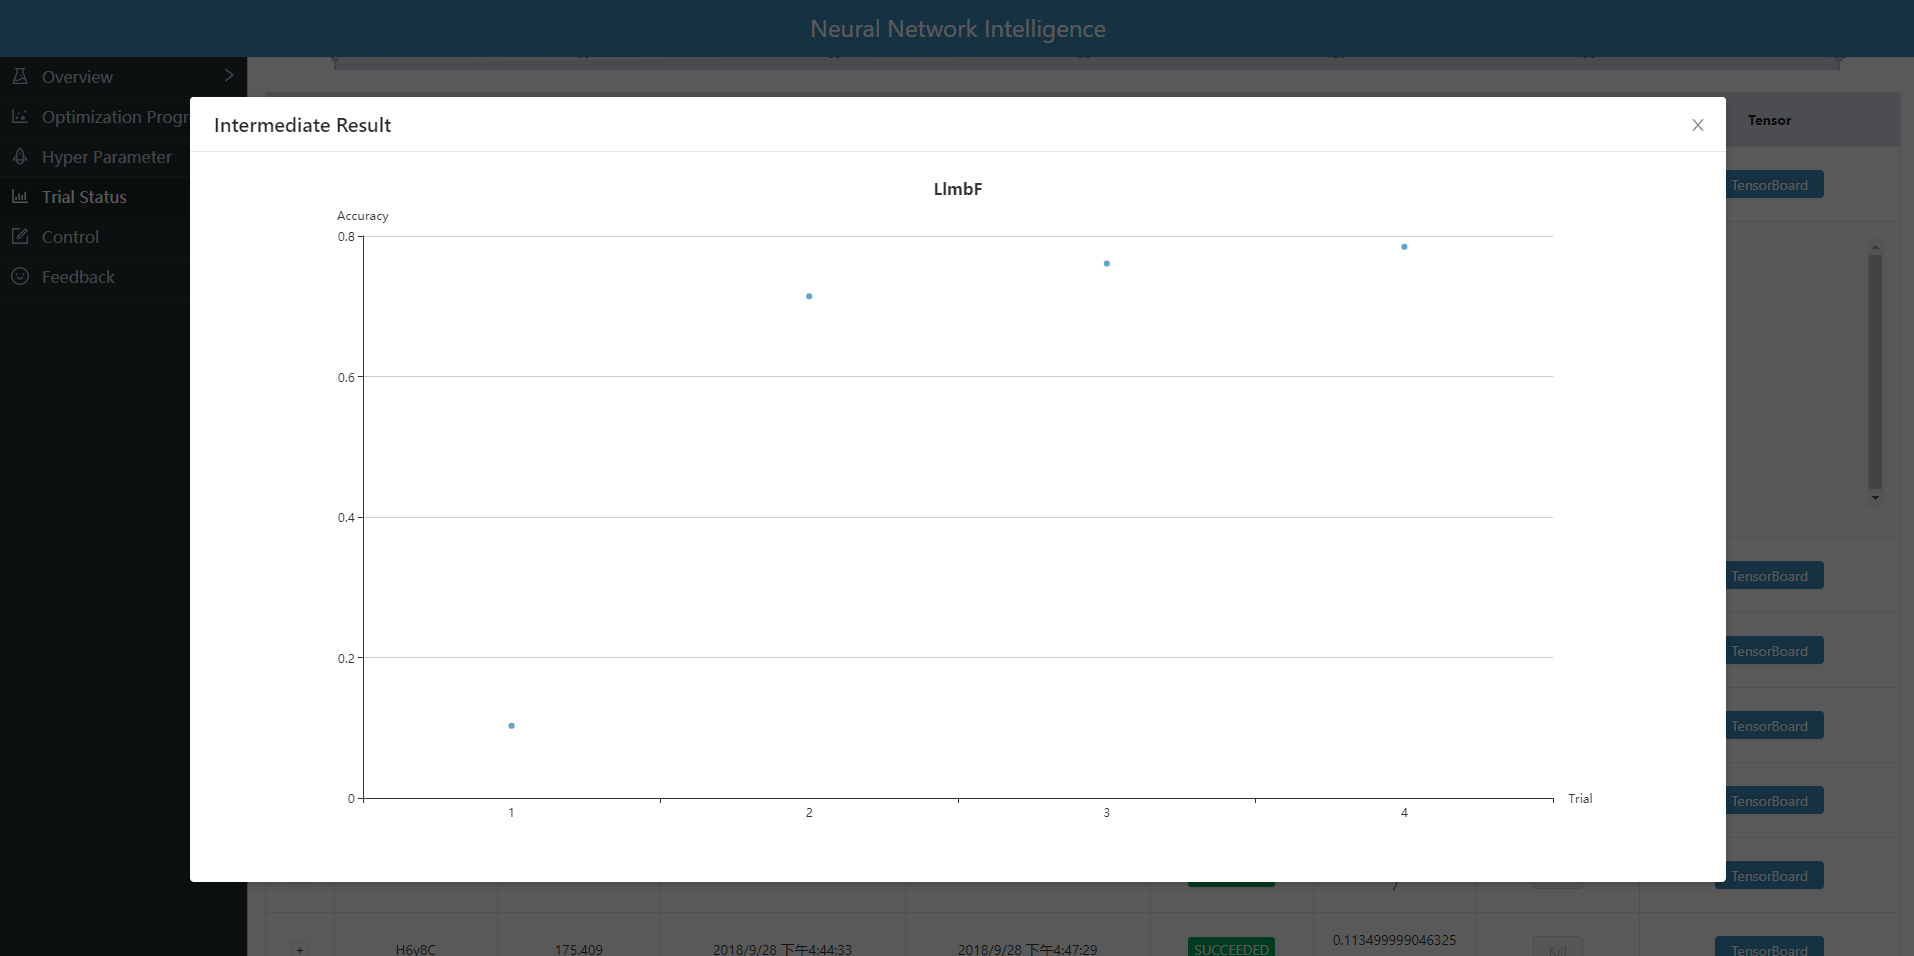 Neural Network Intelligence
Overview
Optimization Progr
Hyper Parameter
Trial Status
Control
Feedback
Intermediate Result
X
Tensor
TensorBoard
LlmbF
Accuracy
0.8
0.6
0.4
0.2
0
1
2
3
4
Trial
TensorBoard
TensorBoard
TensorBoard
TensorBoard
TensorBoard
+
H6y8C
175.409
2018/9/28 下午4:44:33
2018/9/28 下午4:47:29
SUCCEEDED
0.113499999046325
Kill
TensorBoard